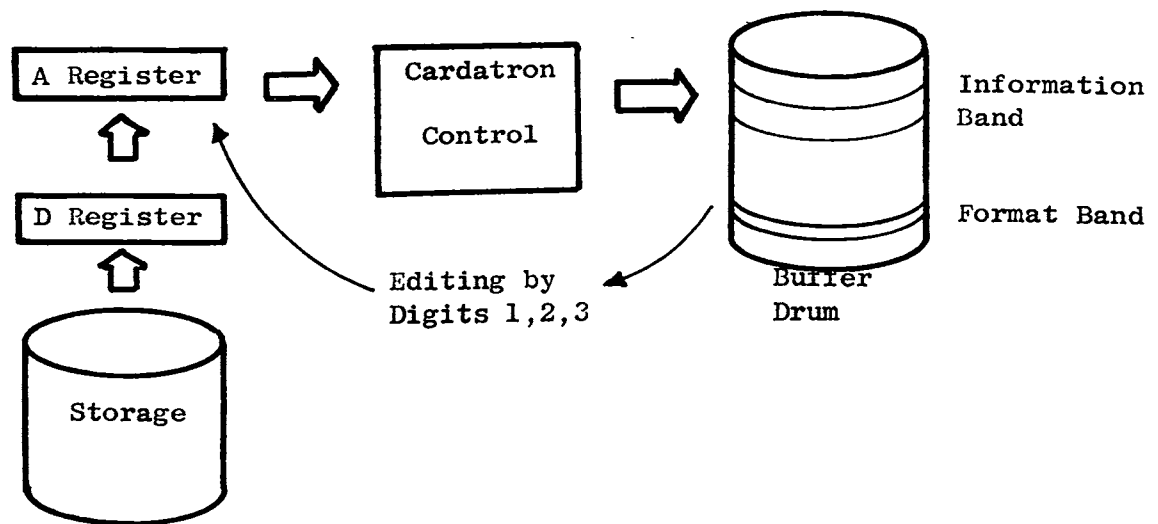 A Register
Cardatron
Control
Information
Band
D Register
Format Band
Editing by
Digits 1,2,3
Buffer
Drum
Storage